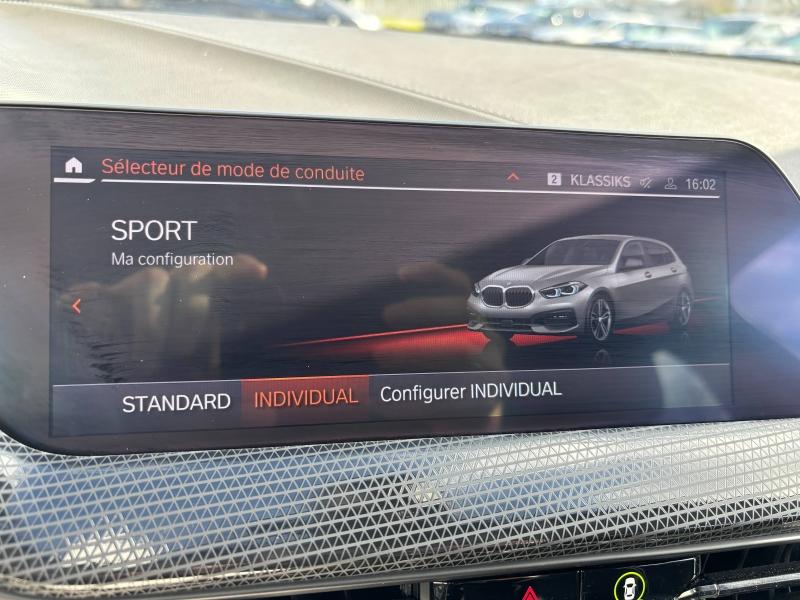 Sélecteur de mode de conduite
2 KLASSIKS 16:02
SPORT
Ma configuration
STANDARD INDIVIDUAL Configurer INDIVIDUAL